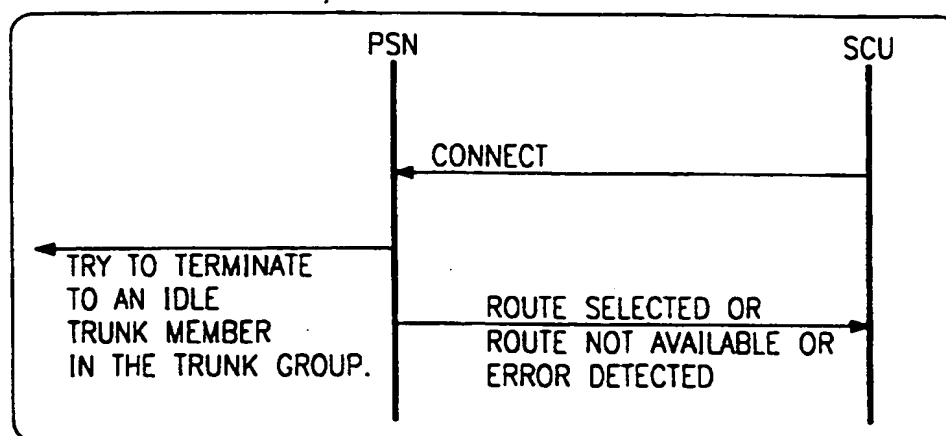 PSN
SCU
CONNECT
TRY TO TERMINATE
TO AN IDLE
TRUNK MEMBER
IN THE TRUNK GROUP.
ROUTE SELECTED OR
ROUTE NOT AVAILABLE OR
ERROR DETECTED